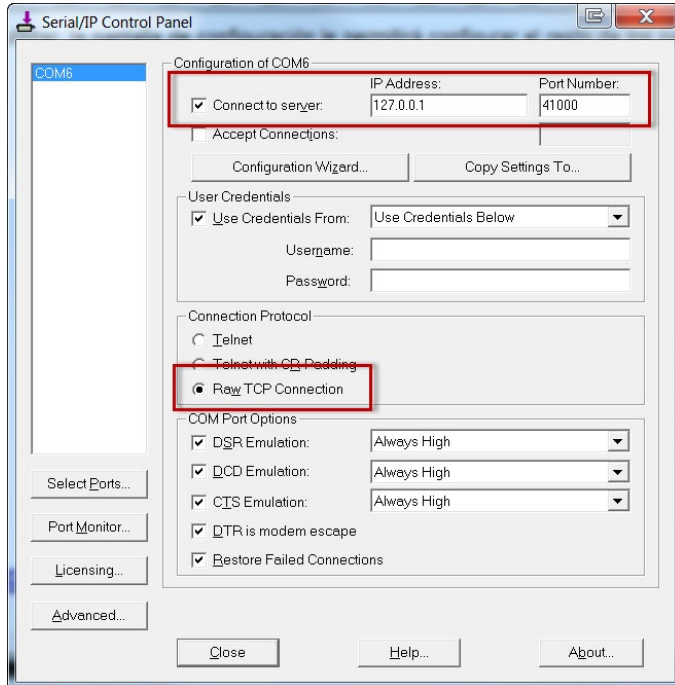 Serial/IP Control Panel
COM6
Configuration of COM6
IP Address: Port Number:
Connect to server: 127.0.0.1 41000
Accept Connections:
Configuration Wizard... Copy Settings To...
User Credentials
Use Credentials From: Use Credentials Below
Username:
Password:
Connection Protocol
Telnet
Telnet with CR Padding
Raw TCP Connection
COM Port Options
DSR Emulation: Always High
DCD Emulation: Always High
CTS Emulation: Always High
DTR is modem escape
Restore Failed Connections
Select Ports...
Port Monitor...
Licensing...
Advanced...
Close Help... About...